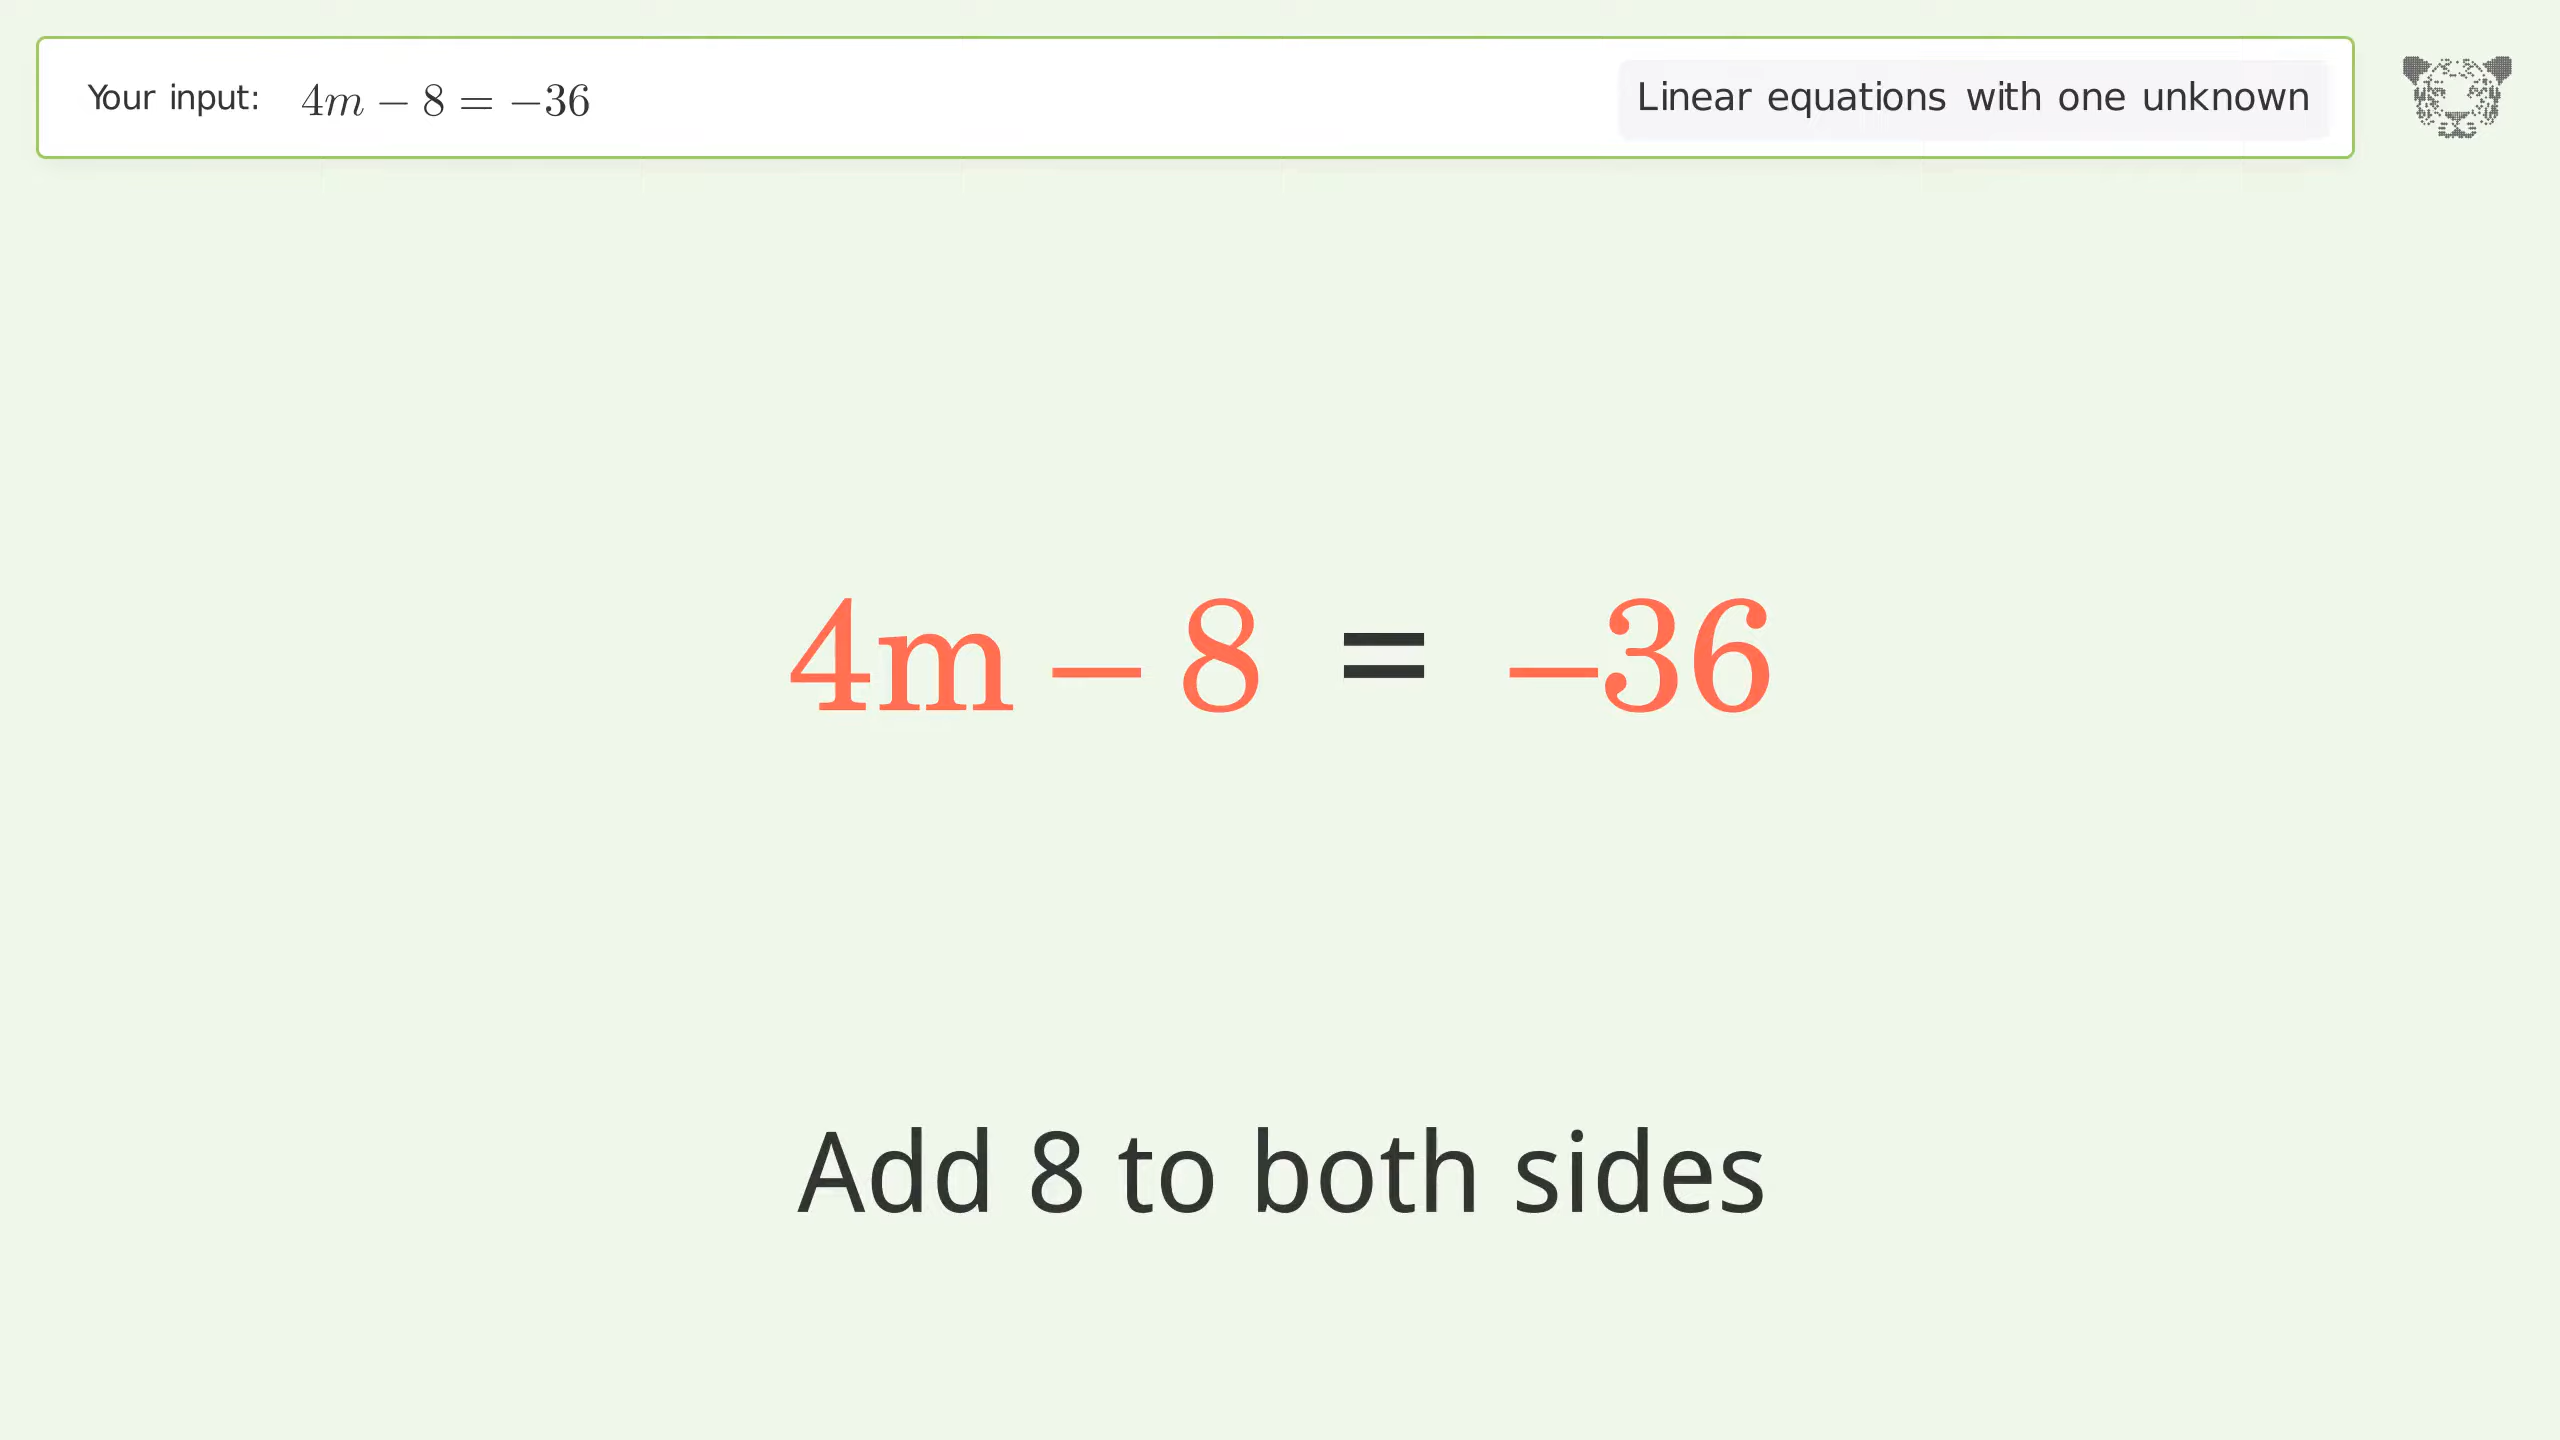 Your input: 4m − 8 = −36
Linear equations with one unknown
4m − 8 = −36
Add 8 to both sides